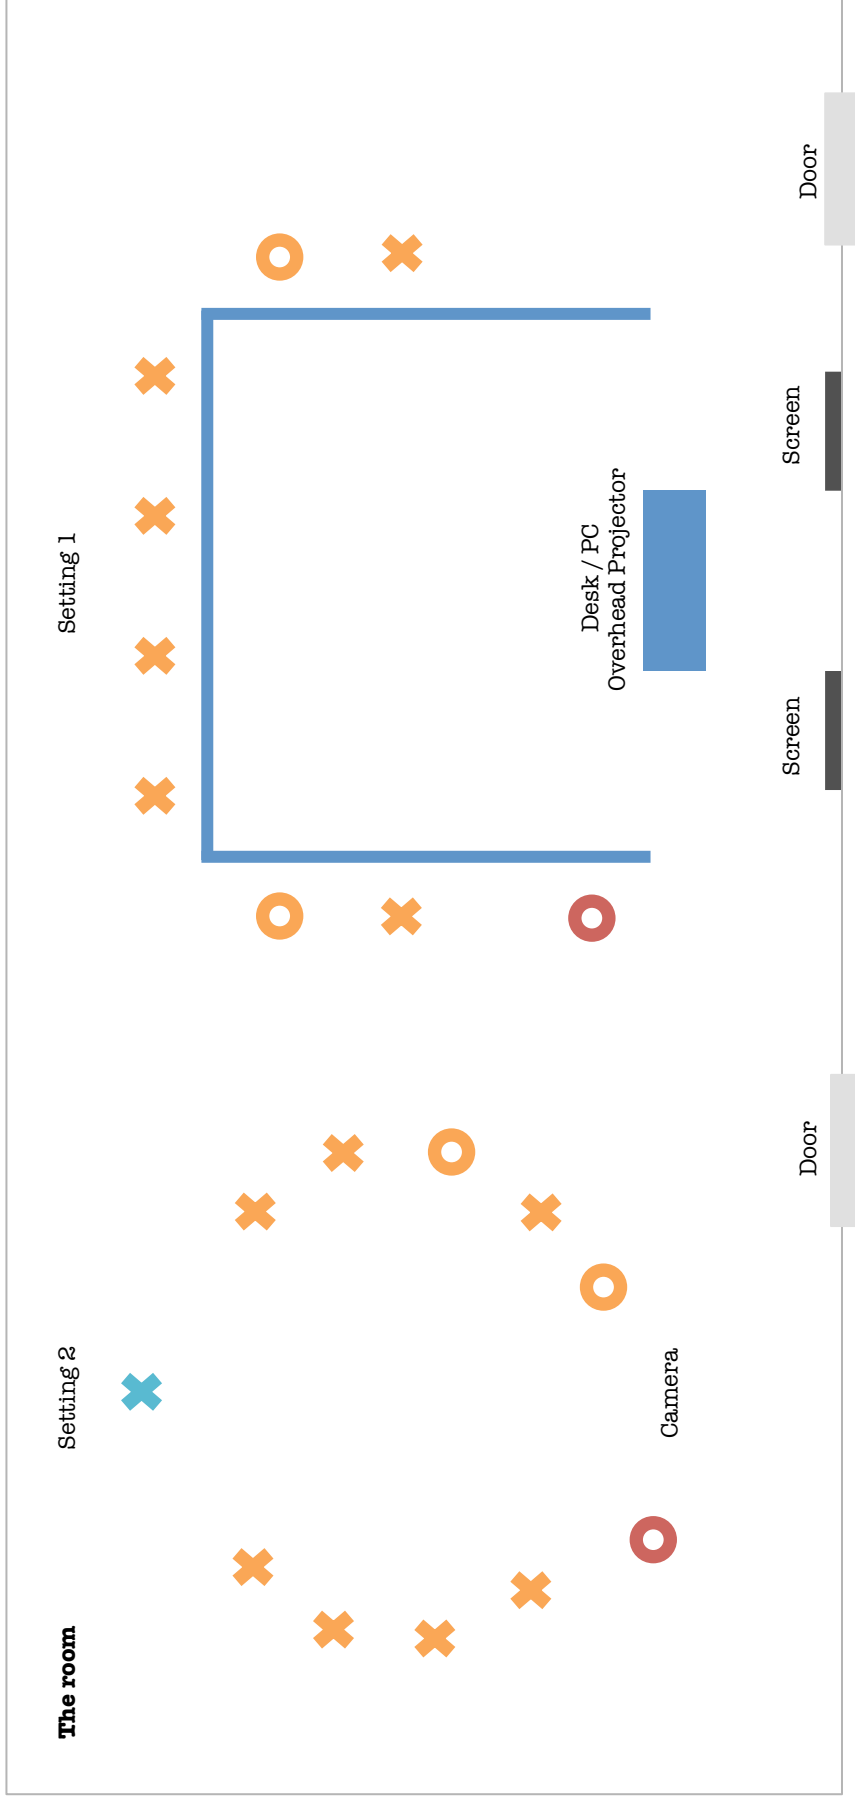 The room
Setting 2
Setting 1
Camera
Desk / PC
Overhead Projector
Door
Screen
Screen
Door